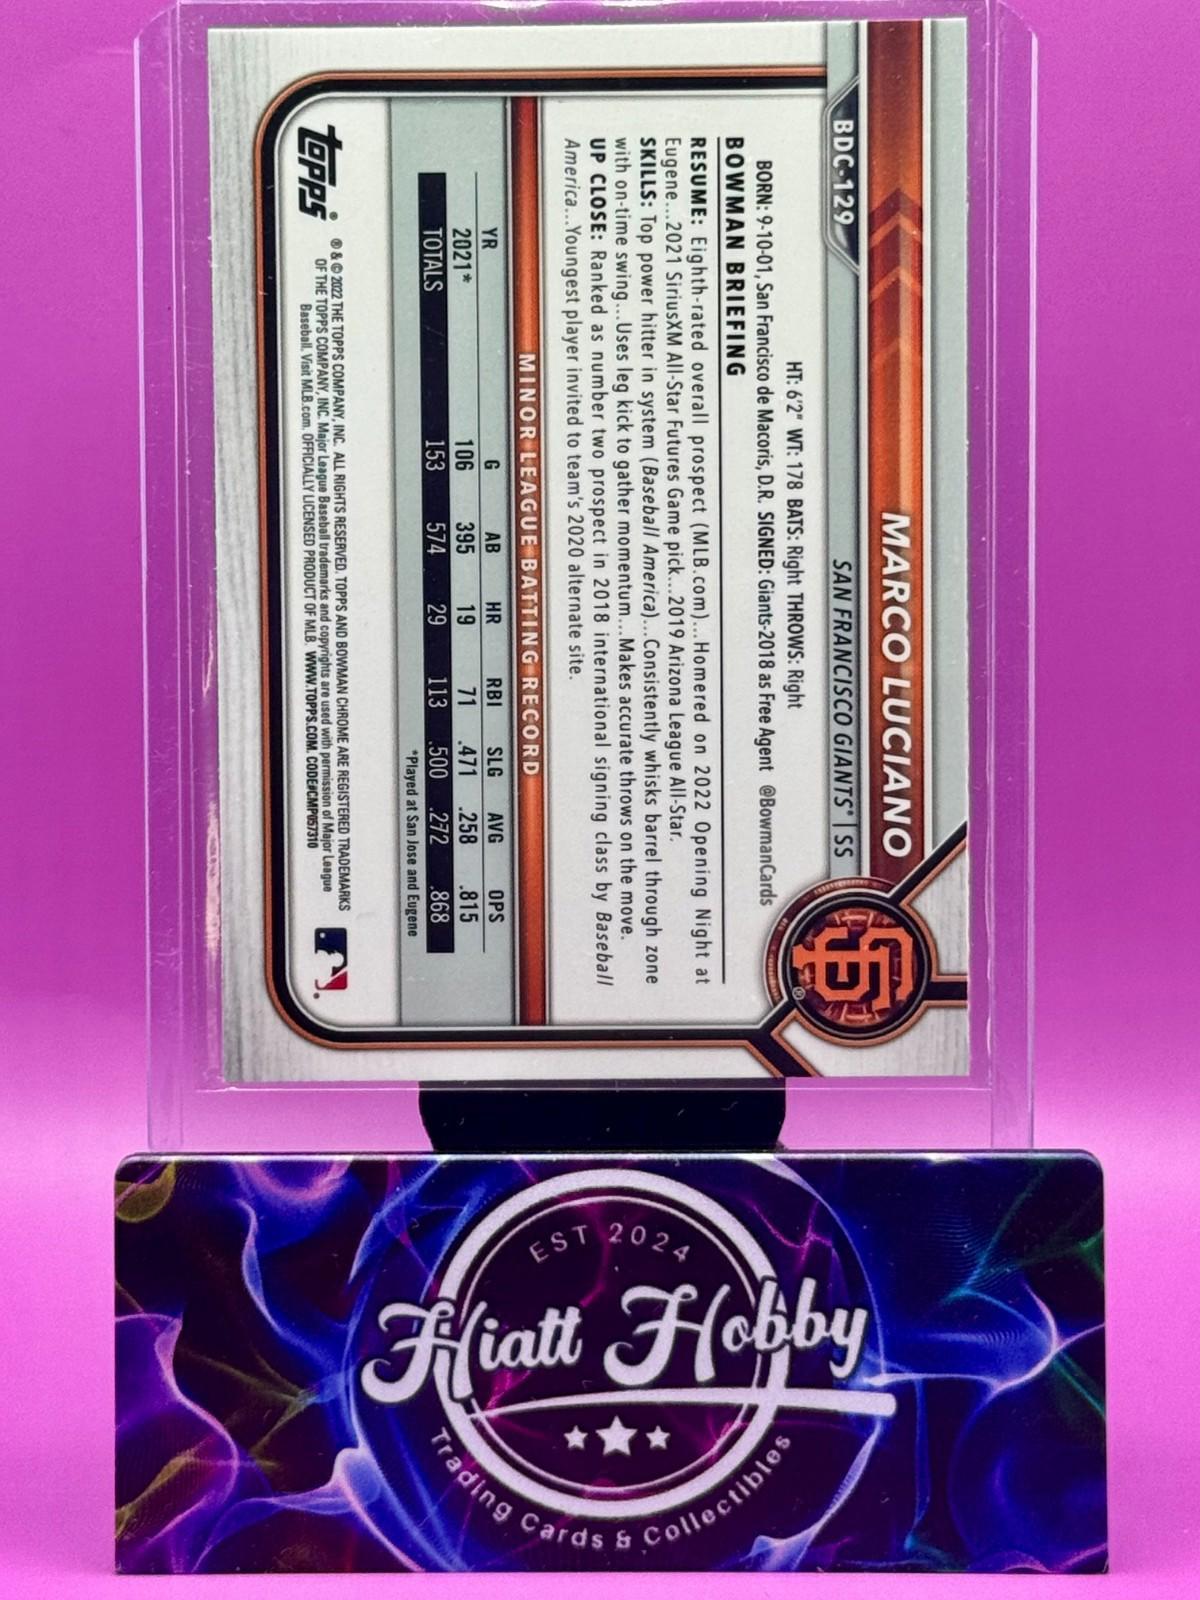 BDC-129
MARCO LUCIANO
SAN FRANCISCO GIANTS® | SS
HT: 6'2" WT: 178 BATS: Right THROWS: Right
BORN: 9-10-01, San Francisco de Macoris, D.R. SIGNED: Giants-2018 as Free Agent @BowmanCards
BOWMAN BRIEFING
RESUME: Eighth-rated overall prospect (MLB.com)...Homered on 2022 Opening Night at
Eugene...2021 SiriusXM All-Star Futures Game pick...2019 Arizona League All-Star.
SKILLS: Top power hitter in system (Baseball America)...Consistently whisks barrel through zone
with on-time swing...Uses leg kick to gather momentum...Makes accurate throws on the move.
UP CLOSE: Ranked as number two prospect in 2018 international signing class by Baseball
America...Youngest player invited to team's 2020 alternate site.
MINOR LEAGUE BATTING RECORD
YR G AB HR RBI SLG AVG OPS
2021* 106 395 19 71 .471 .258 .815
TOTALS 153 574 29 113 .500 .272 .868
*Played at San Jose and Eugene
topps®
® & © 2022 THE TOPPS COMPANY, INC. ALL RIGHTS RESERVED. TOPPS AND BOWMAN CHROME ARE REGISTERED TRADEMARKS
OF THE TOPPS COMPANY, INC. Major League Baseball trademarks and copyrights are used with permission of Major League
Baseball. Visit MLB.com. OFFICIALLY LICENSED PRODUCT OF MLB. WWW.TOPPS.COM. CODE#CMP057310
EST 2024
Hiatt Hobby
Trading Cards & Collectibles